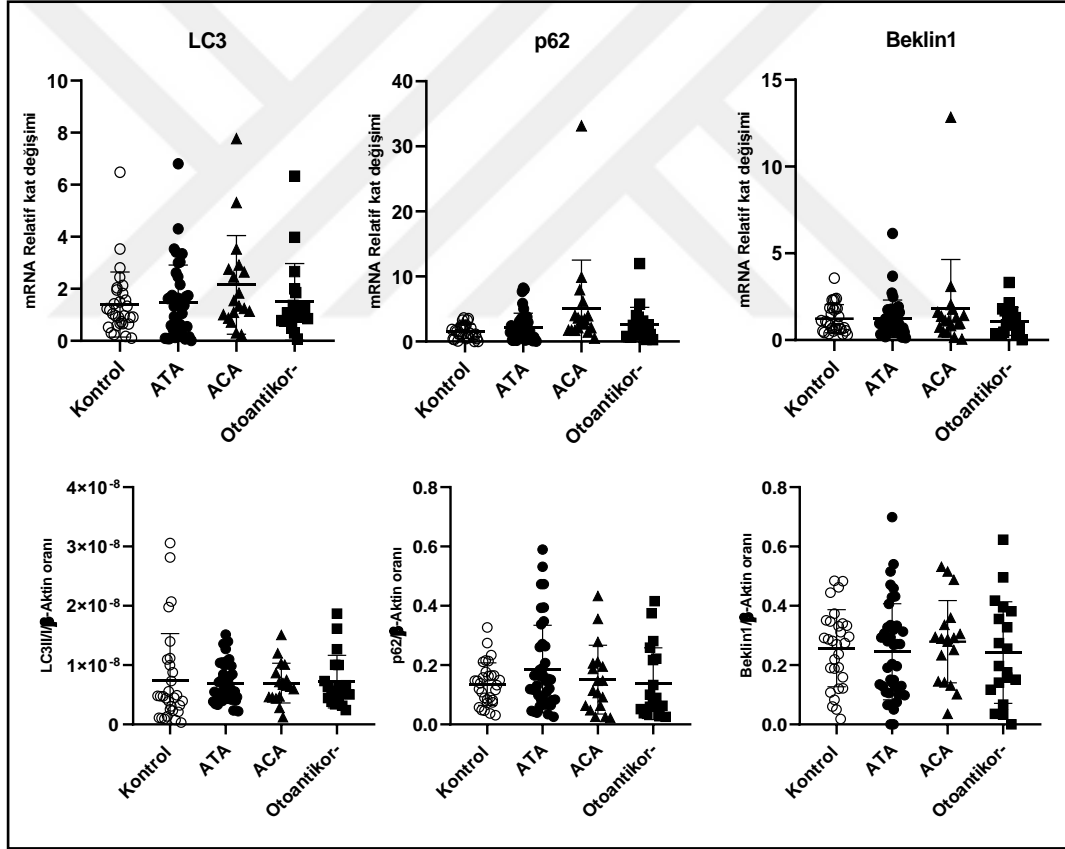 LC3
p62
Beklin1
mRNA Relatif kat değişimi
10
8
6
4
2
0
Kontrol
ATA
ACA
Otoantikor-
mRNA Relatif kat değişimi
40
30
20
10
0
Kontrol
ATA
ACA
Otoantikor-
mRNA Relatif kat değişimi
15
10
5
0
Kontrol
ATA
ACA
Otoantikor-
4×10⁻⁸
3×10⁻⁸
2×10⁻⁸
1×10⁻⁸
0
Kontrol
ATA
ACA
Otoantikor-
p62/β-Aktin oranı
0.8
0.6
0.4
0.2
0.0
Kontrol
ATA
ACA
Otoantikor-
Beklin1/β-Aktin oranı
0.8
0.6
0.4
0.2
0.0
Kontrol
ATA
ACA
Otoantikor-